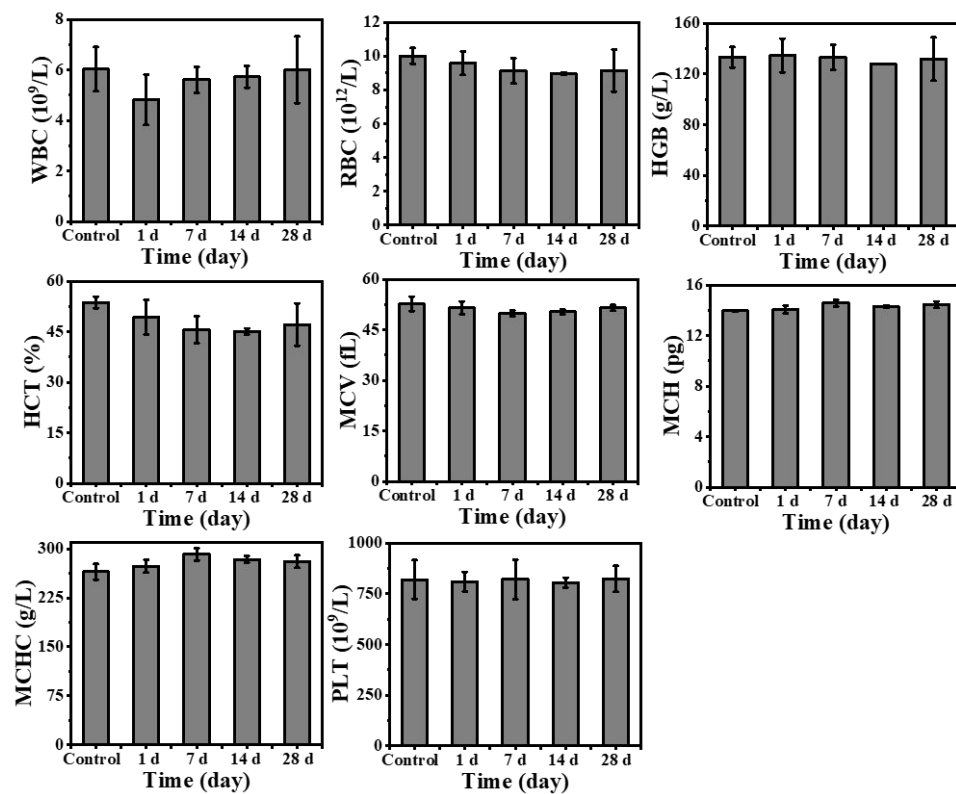 WBC (10⁹/L)
8
6
4
2
0
Control 1 d 7 d 14 d 28 d
Time (day)
RBC (10¹²/L)
12
10
8
6
4
2
0
Control 1 d 7 d 14 d 28 d
Time (day)
HGB (g/L)
160
120
80
40
0
Control 1 d 7 d 14 d 28 d
Time (day)
HCT (%)
60
45
30
15
0
Control 1 d 7 d 14 d 28 d
Time (day)
MCV (fL)
60
45
30
15
0
Control 1 d 7 d 14 d 28 d
Time (day)
MCH (pg)
16
12
8
4
0
Control 1 d 7 d 14 d 28 d
Time (day)
MCHC (g/L)
300
225
150
75
0
Control 1 d 7 d 14 d 28 d
Time (day)
PLT (10⁹/L)
1000
750
500
250
0
Control 1 d 7 d 14 d 28 d
Time (day)